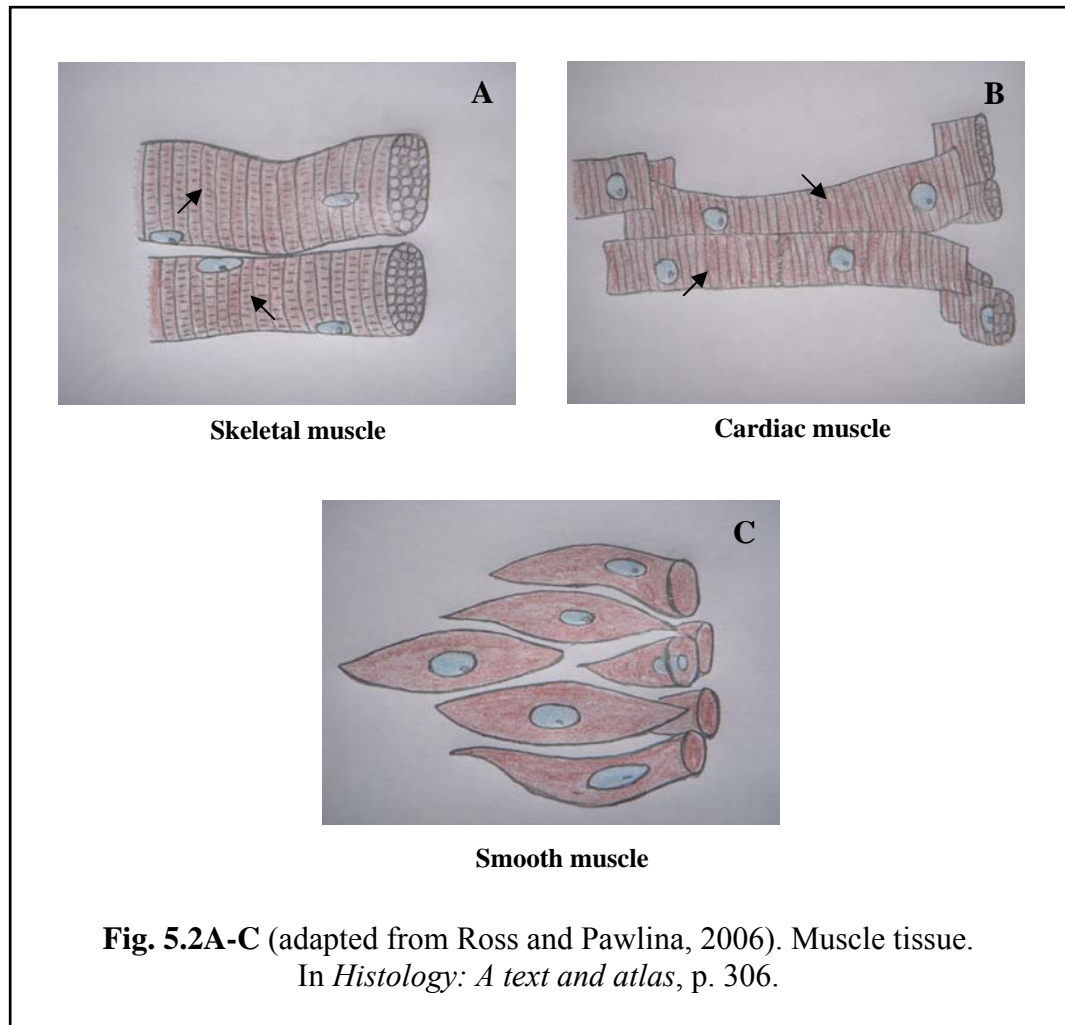 A
B
Skeletal muscle
Cardiac muscle
C
Smooth muscle
Fig. 5.2A-C (adapted from Ross and Pawlina, 2006). Muscle tissue.
In Histology: A text and atlas, p. 306.